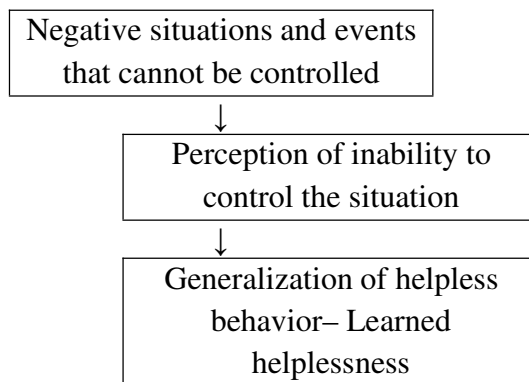 Negative situations and events
that cannot be controlled
↓
Perception of inability to
control the situation
↓
Generalization of helpless
behavior– Learned
helplessness